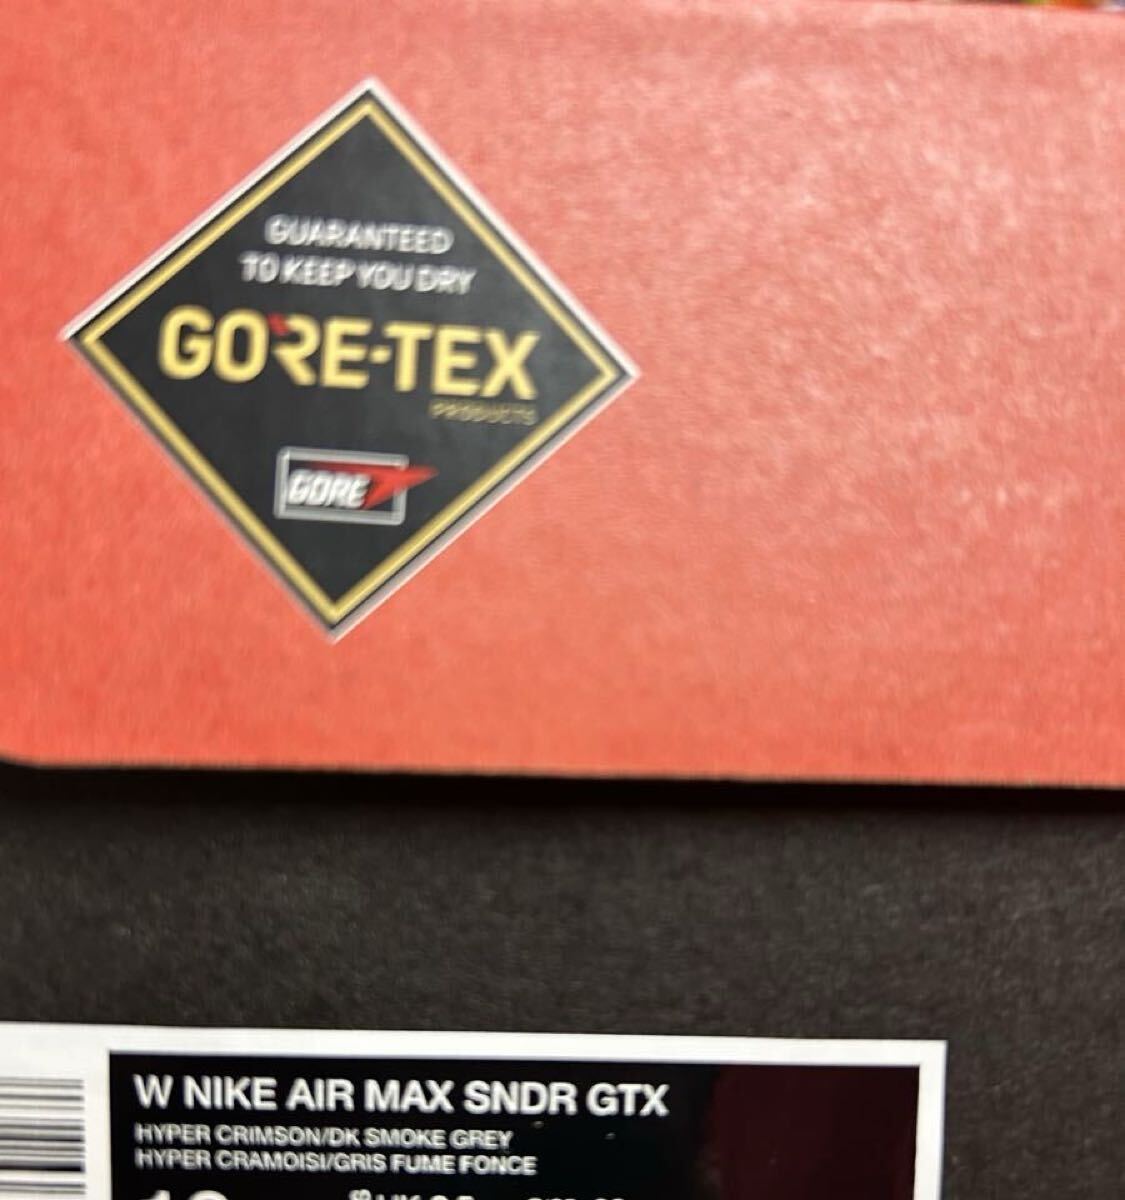 GUARANTEED
TO KEEP YOU DRY
GORE-TEX
PRODUCTS
GORE
W NIKE AIR MAX SNDR GTX
HYPER CRIMSON/DK SMOKE GREY
HYPER CRAMOISI/GRIS FUME FONCE